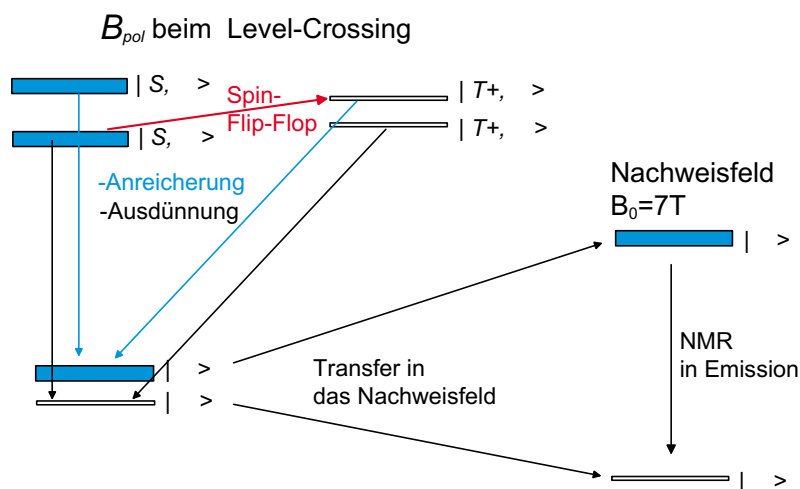 B_pol beim Level-Crossing
| S, >
| S, >
Spin-
Flip-Flop
| T+, >
| T+, >
-Anreicherung
-Ausdünnung
Nachweisfeld
B₀=7T
| >
| >
| >
Transfer in
das Nachweisfeld
NMR
in Emission
| >